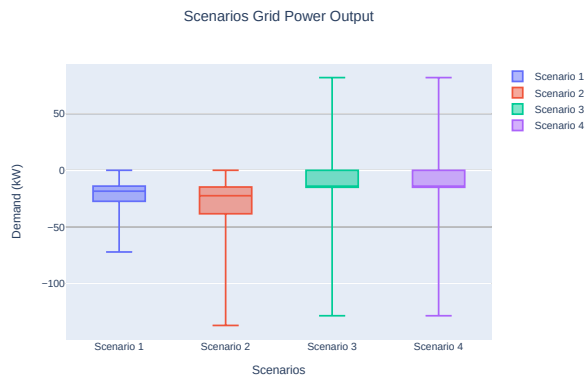 Scenarios Grid Power Output
Demand (kW)
50
0
−50
−100
Scenario 1
Scenario 2
Scenario 3
Scenario 4
Scenarios
Scenario 1
Scenario 2
Scenario 3
Scenario 4